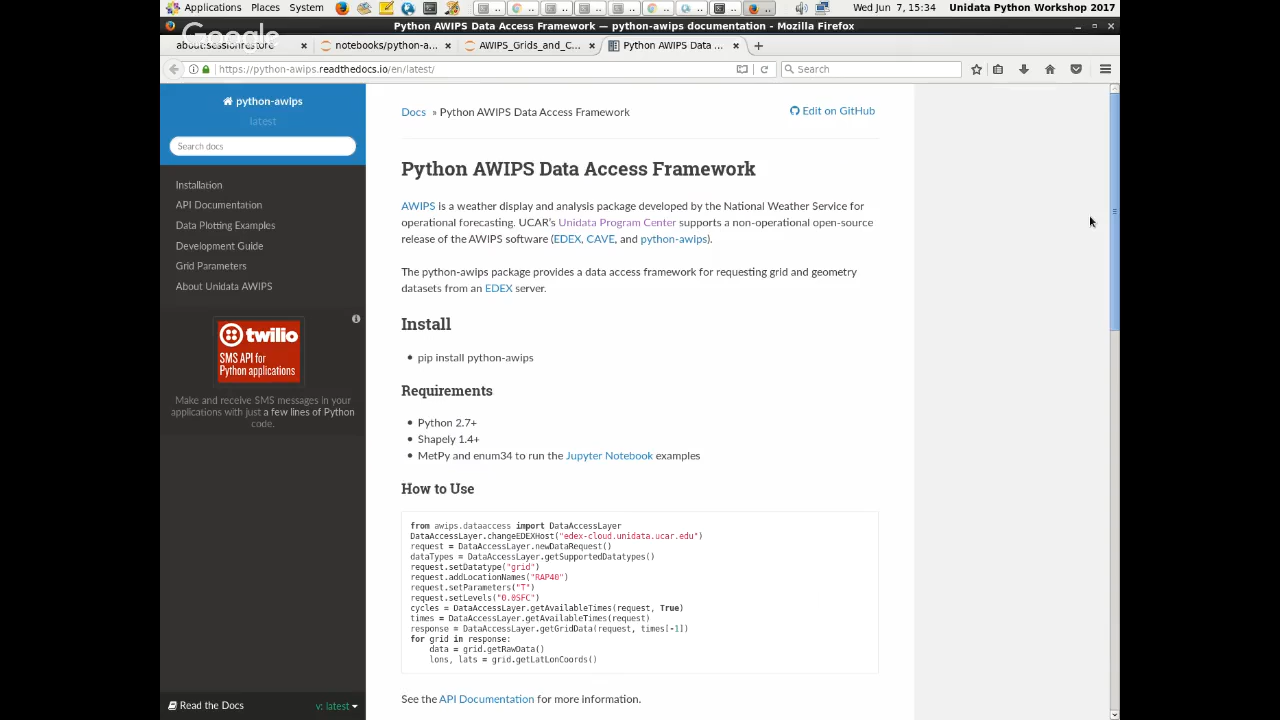 Applications Places System Wed Jun 7, 15:34 Unidata Python Workshop 2017
Python AWIPS Data Access Framework — python-awips documentation - Mozilla Firefox
Google
about:sessionrestore notebooks/python-a... AWIPS_Grids_and_C... Python AWIPS Data ...
https://python-awips.readthedocs.io/en/latest/ Search
python-awips
latest
Search docs
Installation
API Documentation
Data Plotting Examples
Development Guide
Grid Parameters
About Unidata AWIPS
twilio
SMS API for
Python applications
Make and receive SMS messages in your
applications with just a few lines of Python
code.
Read the Docs v: latest
Docs » Python AWIPS Data Access Framework Edit on GitHub
Python AWIPS Data Access Framework
AWIPS is a weather display and analysis package developed by the National Weather Service for
operational forecasting. UCAR's Unidata Program Center supports a non-operational open-source
release of the AWIPS software (EDEX, CAVE, and python-awips).
The python-awips package provides a data access framework for requesting grid and geometry
datasets from an EDEX server.
Install
• pip install python-awips
Requirements
• Python 2.7+
• Shapely 1.4+
• MetPy and enum34 to run the Jupyter Notebook examples
How to Use
from awips.dataaccess import DataAccessLayer
DataAccessLayer.changeEDEXHost("edex-cloud.unidata.ucar.edu")
request = DataAccessLayer.newDataRequest()
dataTypes = DataAccessLayer.getSupportedDatatypes()
request.setDatatype("grid")
request.addLocationNames("RAP40")
request.setParameters("T")
request.setLevels("0.0SFC")
cycles = DataAccessLayer.getAvailableTimes(request, True)
times = DataAccessLayer.getAvailableTimes(request)
response = DataAccessLayer.getGridData(request, times[-1])
for grid in response:
    data = grid.getRawData()
    lons, lats = grid.getLatLonCoords()
See the API Documentation for more information.